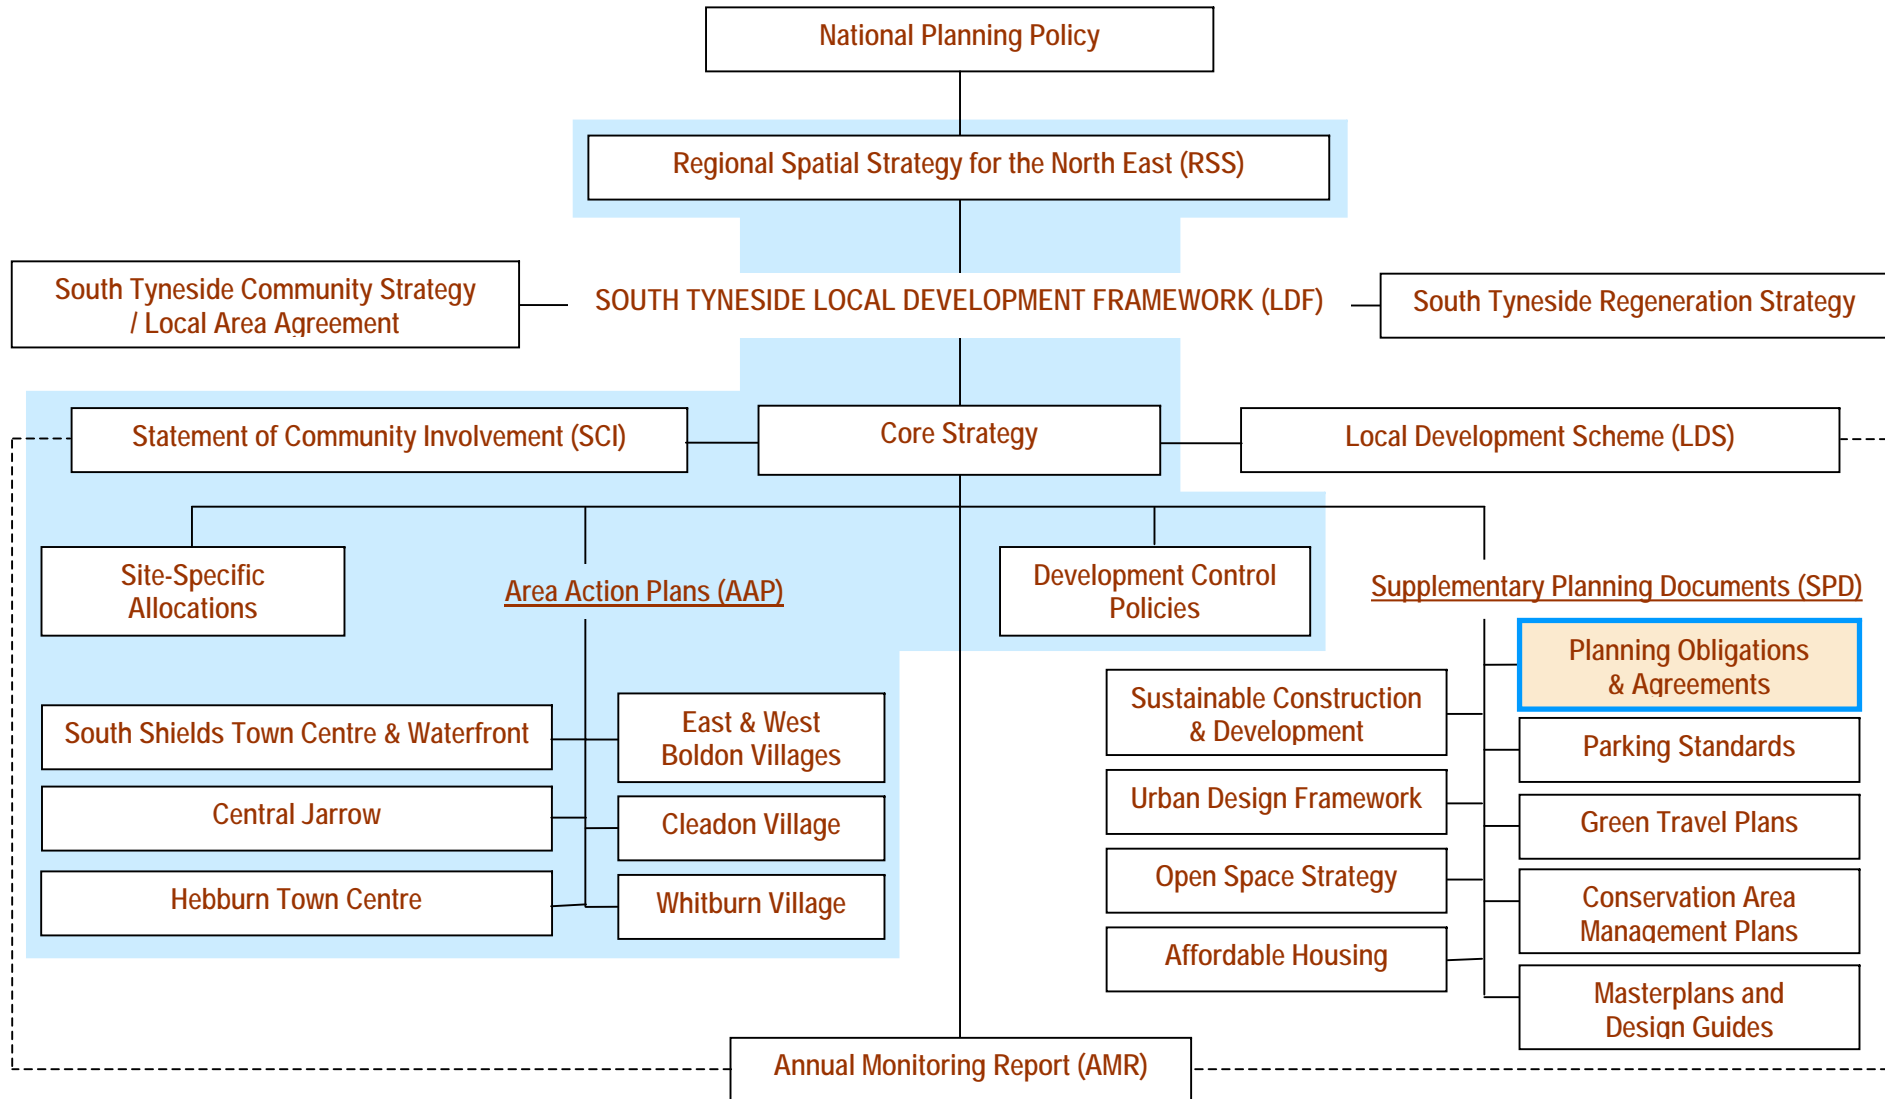 National Planning Policy
Regional Spatial Strategy for the North East (RSS)
South Tyneside Community Strategy
/ Local Area Agreement
SOUTH TYNESIDE LOCAL DEVELOPMENT FRAMEWORK (LDF)
South Tyneside Regeneration Strategy
Statement of Community Involvement (SCI)
Core Strategy
Local Development Scheme (LDS)
Site-Specific
Allocations
Area Action Plans (AAP)
Development Control
Policies
Supplementary Planning Documents (SPD)
South Shields Town Centre & Waterfront
Central Jarrow
Hebburn Town Centre
East & West
Boldon Villages
Cleadon Village
Whitburn Village
Sustainable Construction
& Development
Urban Design Framework
Open Space Strategy
Affordable Housing
Planning Obligations
& Agreements
Parking Standards
Green Travel Plans
Conservation Area
Management Plans
Masterplans and
Design Guides
Annual Monitoring Report (AMR)